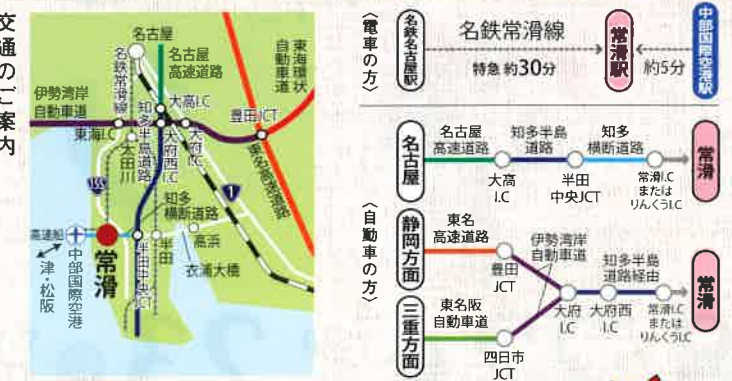 交通のご案内
名古屋
名鉄常滑線
名古屋
高速道路
東海環状
自動車道
伊勢湾岸
自動車道
大高I.C
豊田JCT
東海I.C
知多半島道路
大府西I.C
大府I.C
太田川
東名高速道路
155
1
知多
横断道路
高速船
中部国際空港
常滑
半田中央JCT
半田
高浜
衣浦大橋
津・松阪
〈電車の方〉
名鉄名古屋駅
名鉄常滑線
特急 約30分
常滑駅
約5分
中部国際空港駅
〈自動車の方〉
名古屋
名古屋
高速道路
知多半島
道路
知多
横断道路
大高
I.C
半田
中央JCT
常滑I.C
または
りんくうI.C
常滑
静岡方面
東名
高速道路
豊田
JCT
伊勢湾岸
自動車道
知多半島
道路経由
三重方面
東名阪
自動車道
四日市
JCT
大府
I.C
大府西
I.C
常滑I.C
または
りんくうI.C
常滑